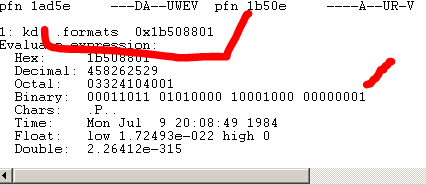 pfn 1ad5e ---DA--UWEV pfn 1b50e ----A--UR-V
1: kd> .formats 0x1b508801
Evaluate expression:
Hex: 1b508801
Decimal: 458262529
Octal: 03324104001
Binary: 00011011 01010000 10001000 00000001
Chars: .P..
Time: Mon Jul 9 20:08:49 1984
Float: low 1.72493e-022 high 0
Double: 2.26412e-315